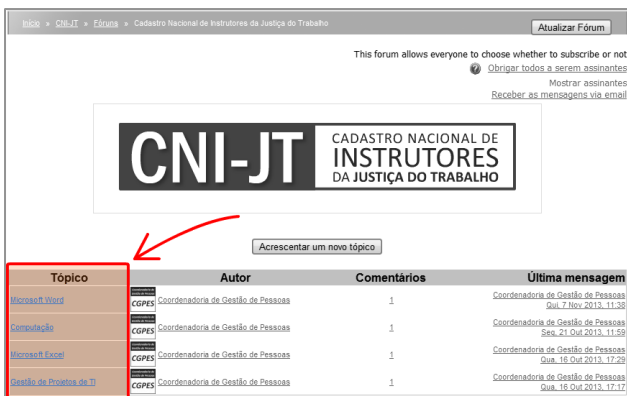 Início » CNI-JT » Fóruns » Cadastro Nacional de Instrutores da Justiça do Trabalho
Atualizar Fórum
This forum allows everyone to choose whether to subscribe or not
Obrigar todos a serem assinantes
Mostrar assinantes
Receber as mensagens via email
CNI-JT
CADASTRO NACIONAL DE
INSTRUTORES
DA JUSTIÇA DO TRABALHO
Acrescentar um novo tópico
Tópico Autor Comentários Última mensagem
Microsoft Word CGPES Coordenadoria de Gestão de Pessoas 1 Coordenadoria de Gestão de Pessoas
Qui, 7 Nov 2013, 11:38
Computação CGPES Coordenadoria de Gestão de Pessoas 1 Coordenadoria de Gestão de Pessoas
Seg, 21 Out 2013, 11:59
Microsoft Excel CGPES Coordenadoria de Gestão de Pessoas 1 Coordenadoria de Gestão de Pessoas
Qua, 16 Out 2013, 17:29
Gestão de Projetos de TI CGPES Coordenadoria de Gestão de Pessoas 1 Coordenadoria de Gestão de Pessoas
Qua, 16 Out 2013, 17:17